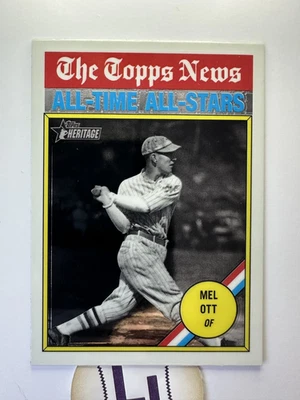 The Topps News
ALL-TIME ALL-STARS
Topps
HERITAGE
MEL
OTT
OF